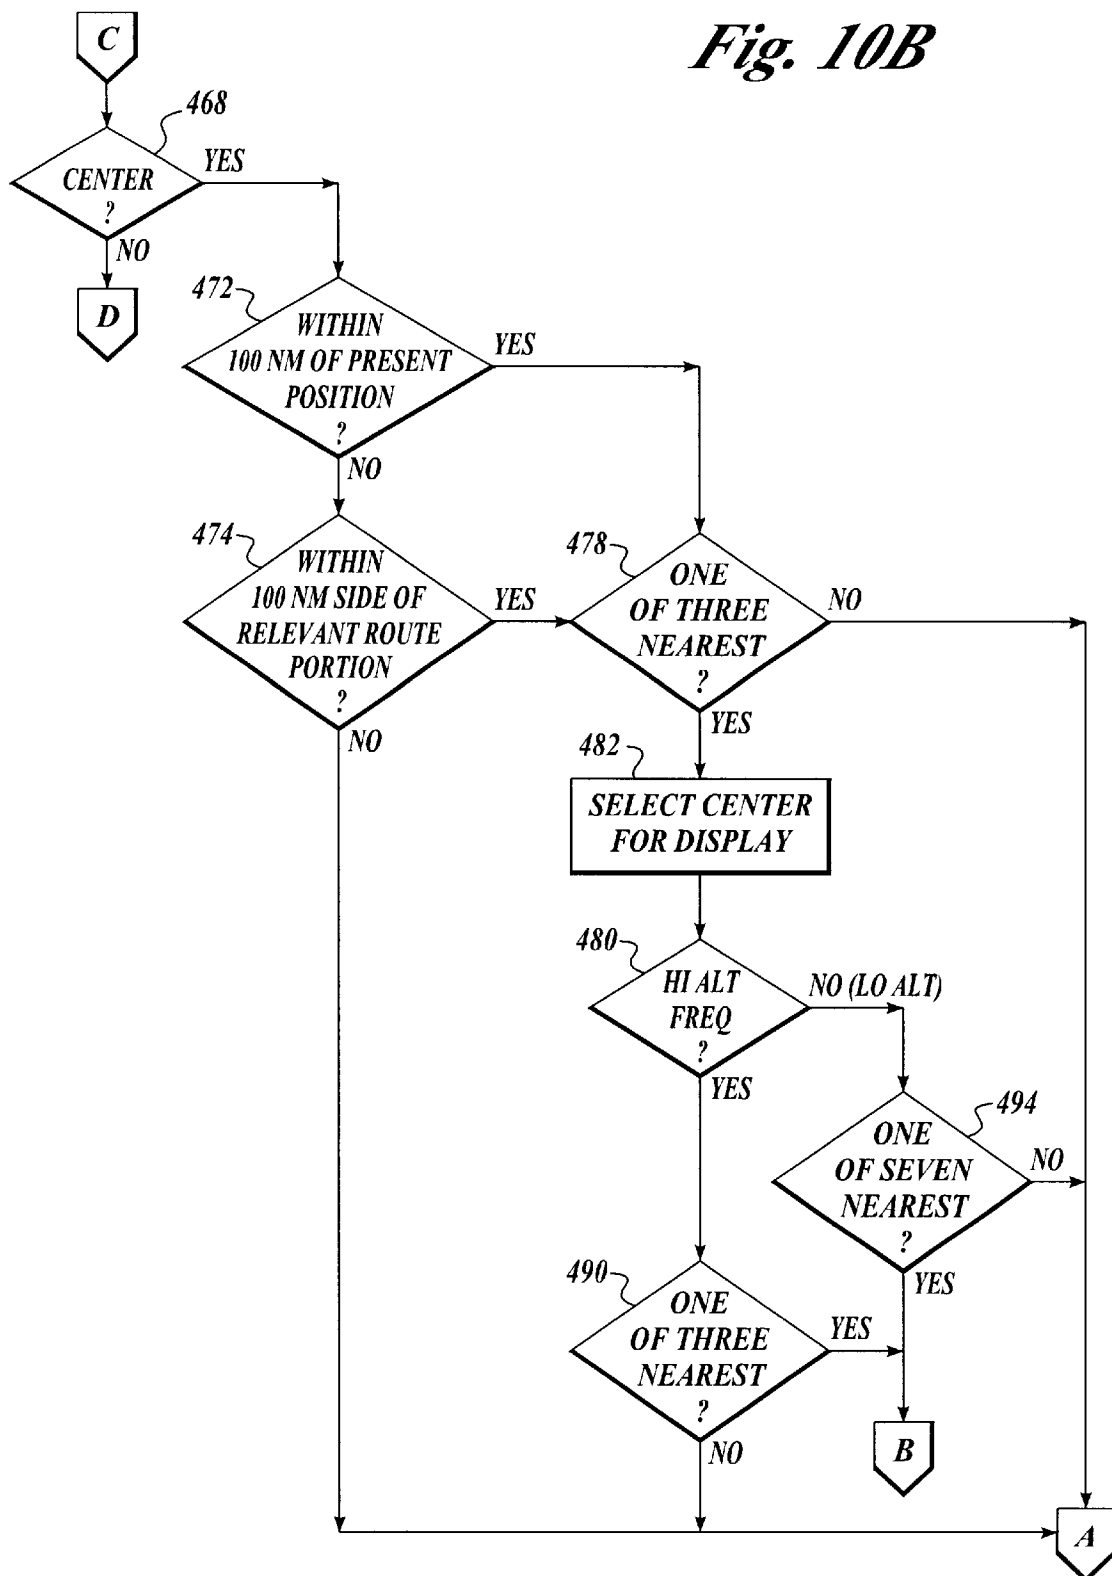 C
Fig. 10B
468
CENTER
?
YES
NO
D
472
WITHIN
100 NM OF PRESENT
POSITION
?
YES
NO
474
WITHIN
100 NM SIDE OF
RELEVANT ROUTE
PORTION
?
YES
NO
478
ONE
OF THREE
NEAREST
?
NO
YES
482
SELECT CENTER
FOR DISPLAY
480
HI ALT
FREQ
?
NO (LO ALT)
YES
494
ONE
OF SEVEN
NEAREST
?
NO
YES
490
ONE
OF THREE
NEAREST
?
YES
NO
B
A